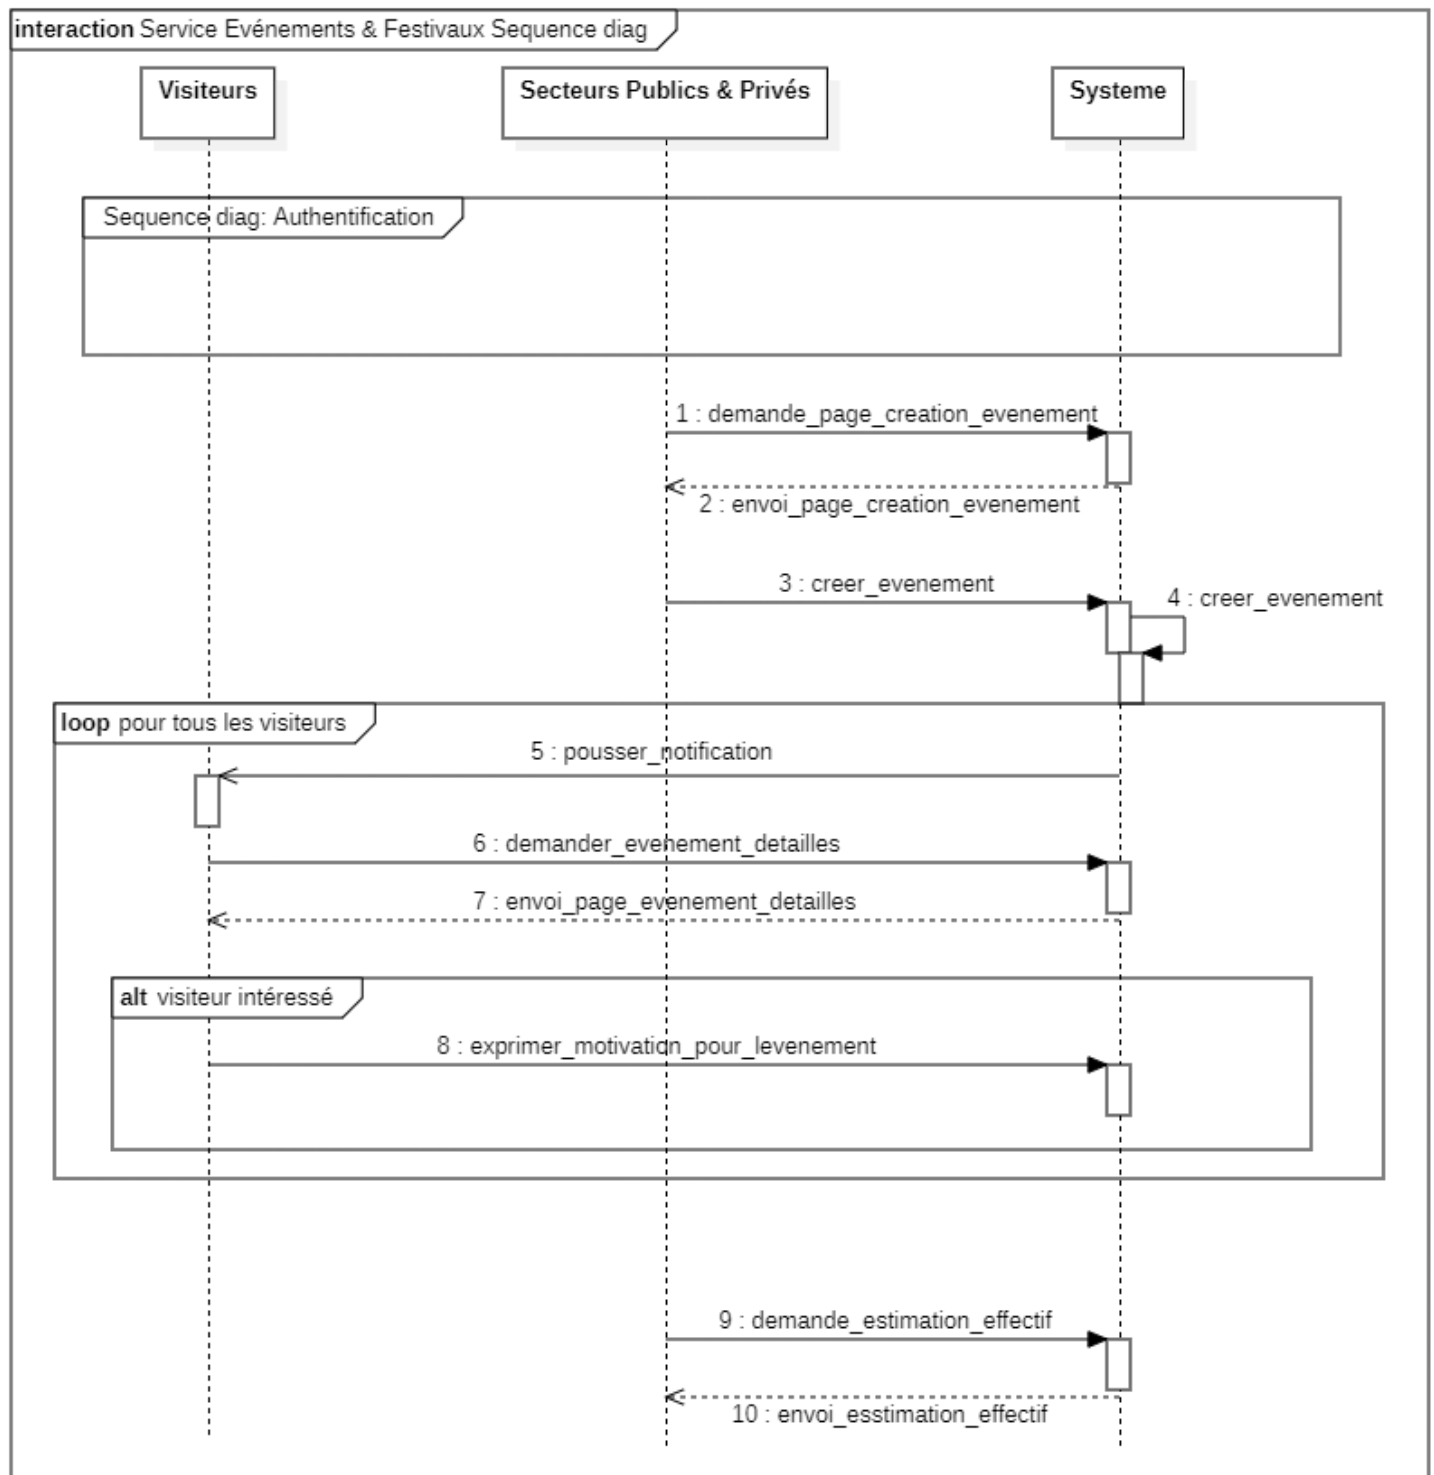 interaction Service Evénements & Festivaux Sequence diag
Visiteurs
Secteurs Publics & Privés
Systeme
Sequence diag: Authentification
1 : demande_page_creation_evenement
2 : envoi_page_creation_evenement
3 : creer_evenement
4 : creer_evenement
loop pour tous les visiteurs
5 : pousser_notification
6 : demander_evenement_detailles
7 : envoi_page_evenement_detailles
alt visiteur intéressé
8 : exprimer_motivation_pour_levenement
9 : demande_estimation_effectif
10 : envoi_esstimation_effectif